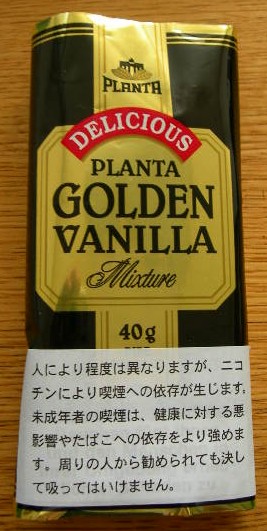 PLANTA
DELICIOUS
PLANTA
GOLDEN
VANILLA
Mixture
40g
人により程度は異なりますが、ニコ
チンにより喫煙への依存が生じます。
未成年者の喫煙は、健康に対する悪
影響やたばこへの依存をより強めま
す。周りの人から勧められても決し
て吸ってはいけません。